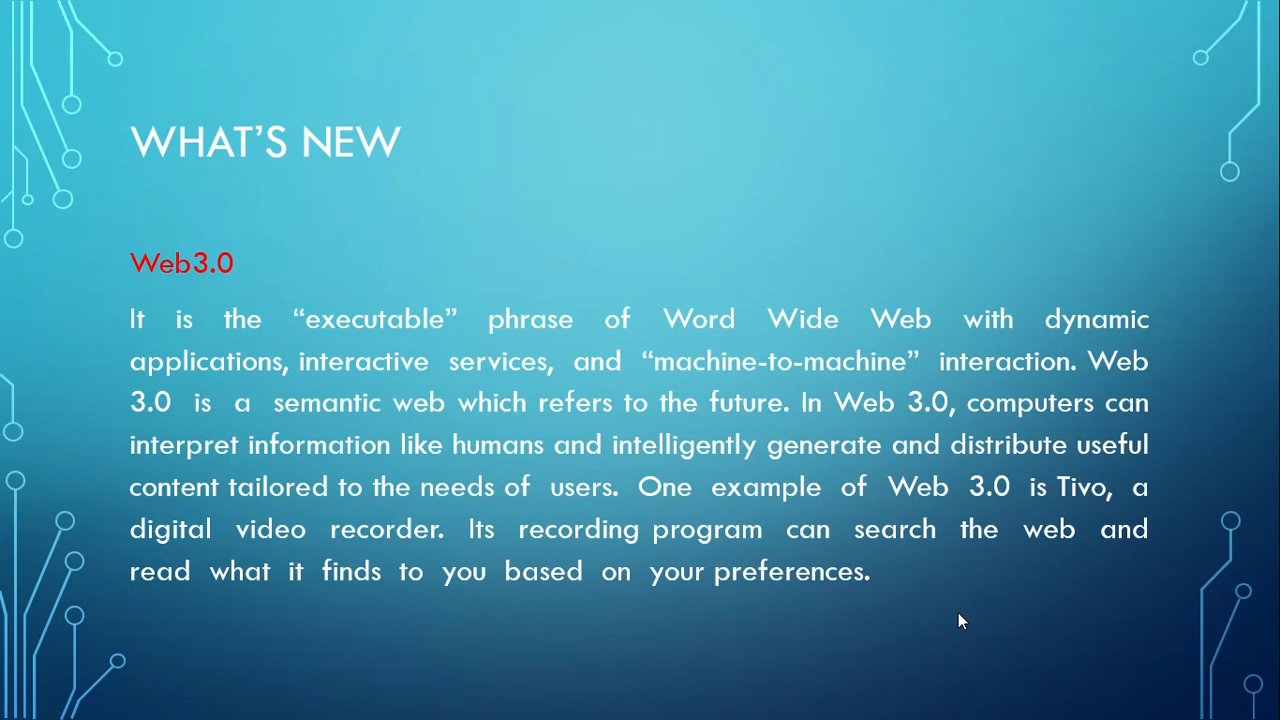 WHAT’S NEW
Web3.0
It is the “executable” phrase of Word Wide Web with dynamic
applications, interactive services, and “machine-to-machine” interaction. Web
3.0 is a semantic web which refers to the future. In Web 3.0, computers can
interpret information like humans and intelligently generate and distribute useful
content tailored to the needs of users. One example of Web 3.0 is Tivo, a
digital video recorder. Its recording program can search the web and
read what it finds to you based on your preferences.